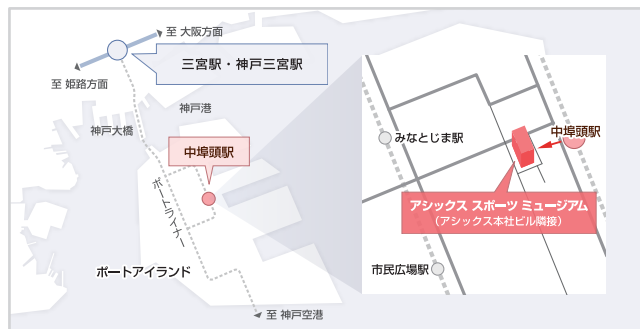 至 大阪方面
三宮駅・神戸三宮駅
至 姫路方面
神戸港
神戸大橋
中埠頭駅
ポートライナー
ポートアイランド
至 神戸空港
みなとじま駅
中埠頭駅
アシックス スポーツ ミュージアム
（アシックス本社ビル隣接）
市民広場駅